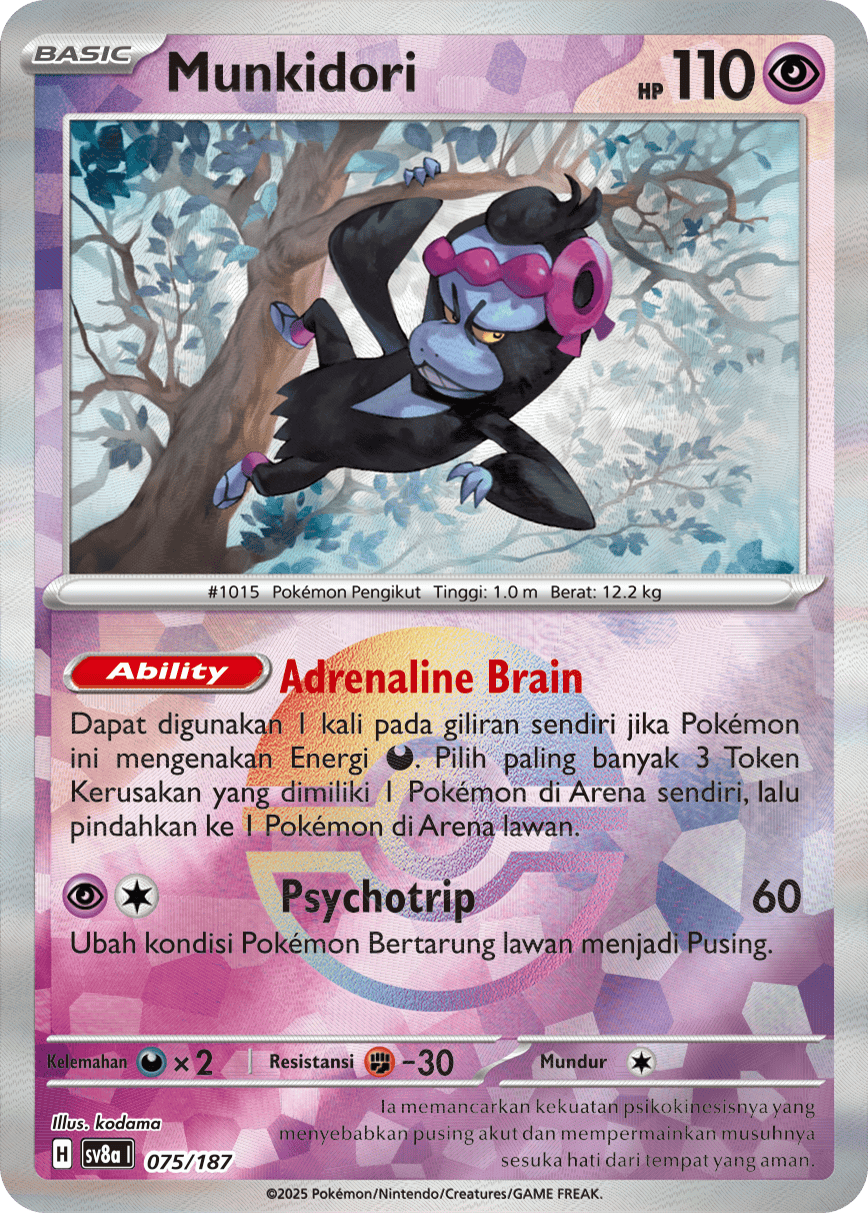 BASIC Munkidori HP 110
#1015 Pokémon Pengikut Tinggi: 1.0 m Berat: 12.2 kg
Ability Adrenaline Brain
Dapat digunakan 1 kali pada giliran sendiri jika Pokémon
ini mengenakan Energi . Pilih paling banyak 3 Token
Kerusakan yang dimiliki 1 Pokémon di Arena sendiri, lalu
pindahkan ke 1 Pokémon di Arena lawan.
Psychotrip 60
Ubah kondisi Pokémon Bertarung lawan menjadi Pusing.
Kelemahan ×2 Resistansi -30 Mundur
Ia memancarkan kekuatan psikokinesisnya yang
menyebabkan pusing akut dan mempermainkan musuhnya
sesuka hati dari tempat yang aman.
Illus. kodama
H sv8a I 075/187
©2025 Pokémon/Nintendo/Creatures/GAME FREAK.